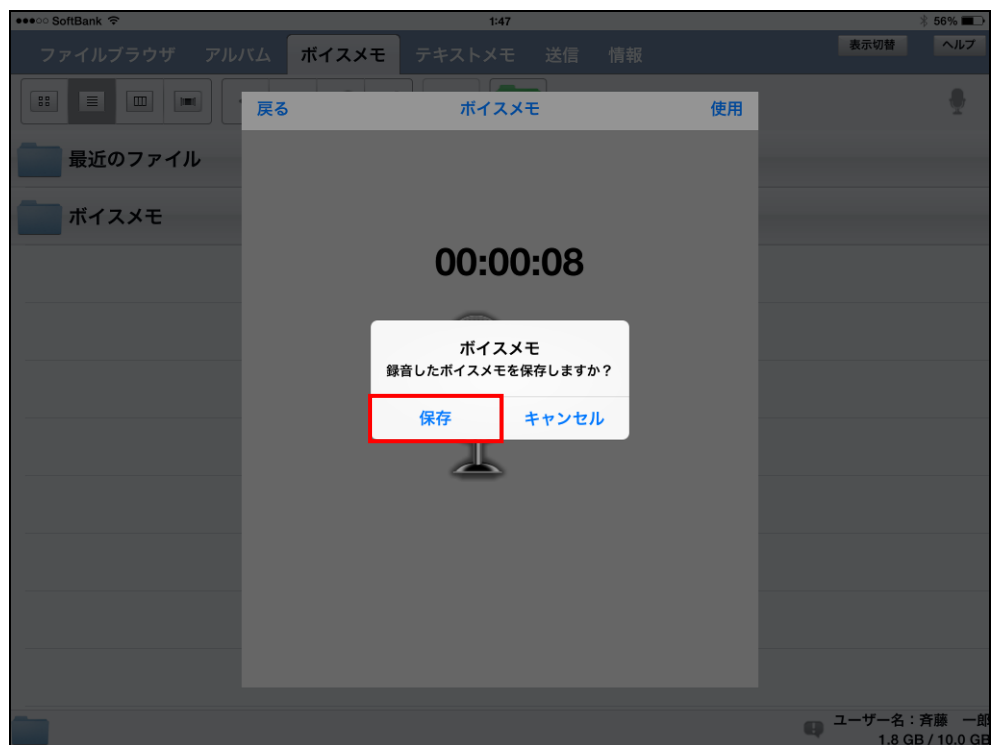 SoftBank 1:47 56%
ファイルブラウザ アルバム ボイスメモ テキストメモ 送信 情報 表示切替 ヘルプ
戻る ボイスメモ 使用
最近のファイル
ボイスメモ
00:00:08
ボイスメモ
録音したボイスメモを保存しますか？
保存 キャンセル
ユーザー名：斉藤 一郎
1.8 GB / 10.0 GB